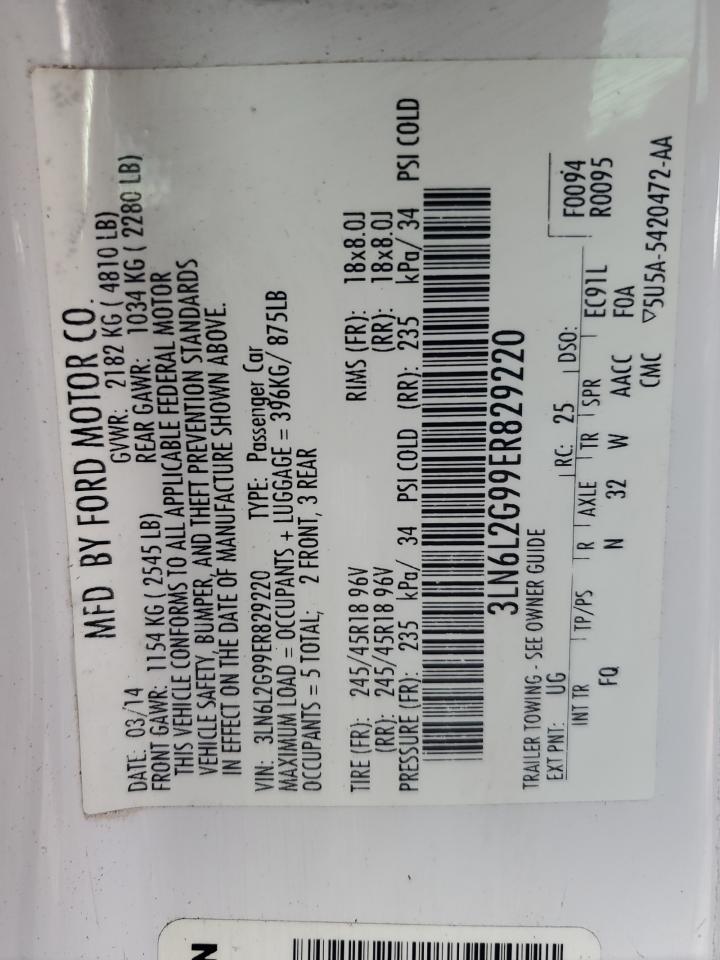 MFD BY FORD MOTOR CO.
DATE: 03/14 GVWR: 2182 KG ( 4810 LB)
FRONT GAWR: 1154 KG ( 2545 LB) REAR GAWR: 1034 KG ( 2280 LB)
THIS VEHICLE CONFORMS TO ALL APPLICABLE FEDERAL MOTOR
VEHICLE SAFETY, BUMPER, AND THEFT PREVENTION STANDARDS
IN EFFECT ON THE DATE OF MANUFACTURE SHOWN ABOVE.
VIN: 3LN6L2G99ER829220 TYPE: Passenger Car
MAXIMUM LOAD = OCCUPANTS + LUGGAGE = 396KG/ 875LB
OCCUPANTS = 5 TOTAL; 2 FRONT, 3 REAR
TIRE (FR): 245/45R18 96V RIMS (FR): 18x8.0J
(RR): 245/45R18 96V (RR): 18x8.0J
PRESSURE (FR): 235 kPa/ 34 PSI COLD (RR): 235 kPa/ 34 PSI COLD
3LN6L2G99ER829220
TRAILER TOWING - SEE OWNER GUIDE
EXT PNT: UG RC: 25 DSO: F0094
R0095
INT TR TP/PS R AXLE TR SPR EC91L
FQ N 32 W AACC FOA
CMC ▽5U5A-5420472-AA
N